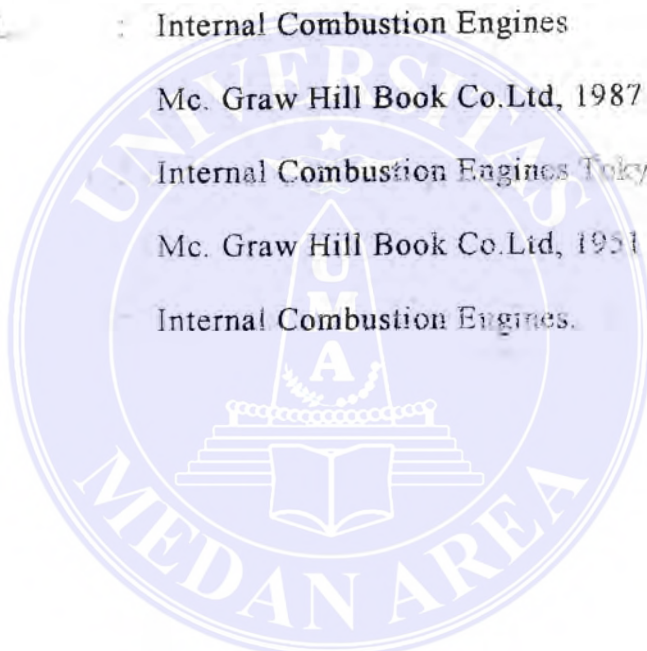 : Internal Combustion Engines
Mc. Graw Hill Book Co.Ltd, 1987
Internal Combustion Engines
Mc. Graw Hill Book Co.Ltd, 1951
Internal Combustion Engines.
UNIVERSITAS
UMA
MEDAN AREA